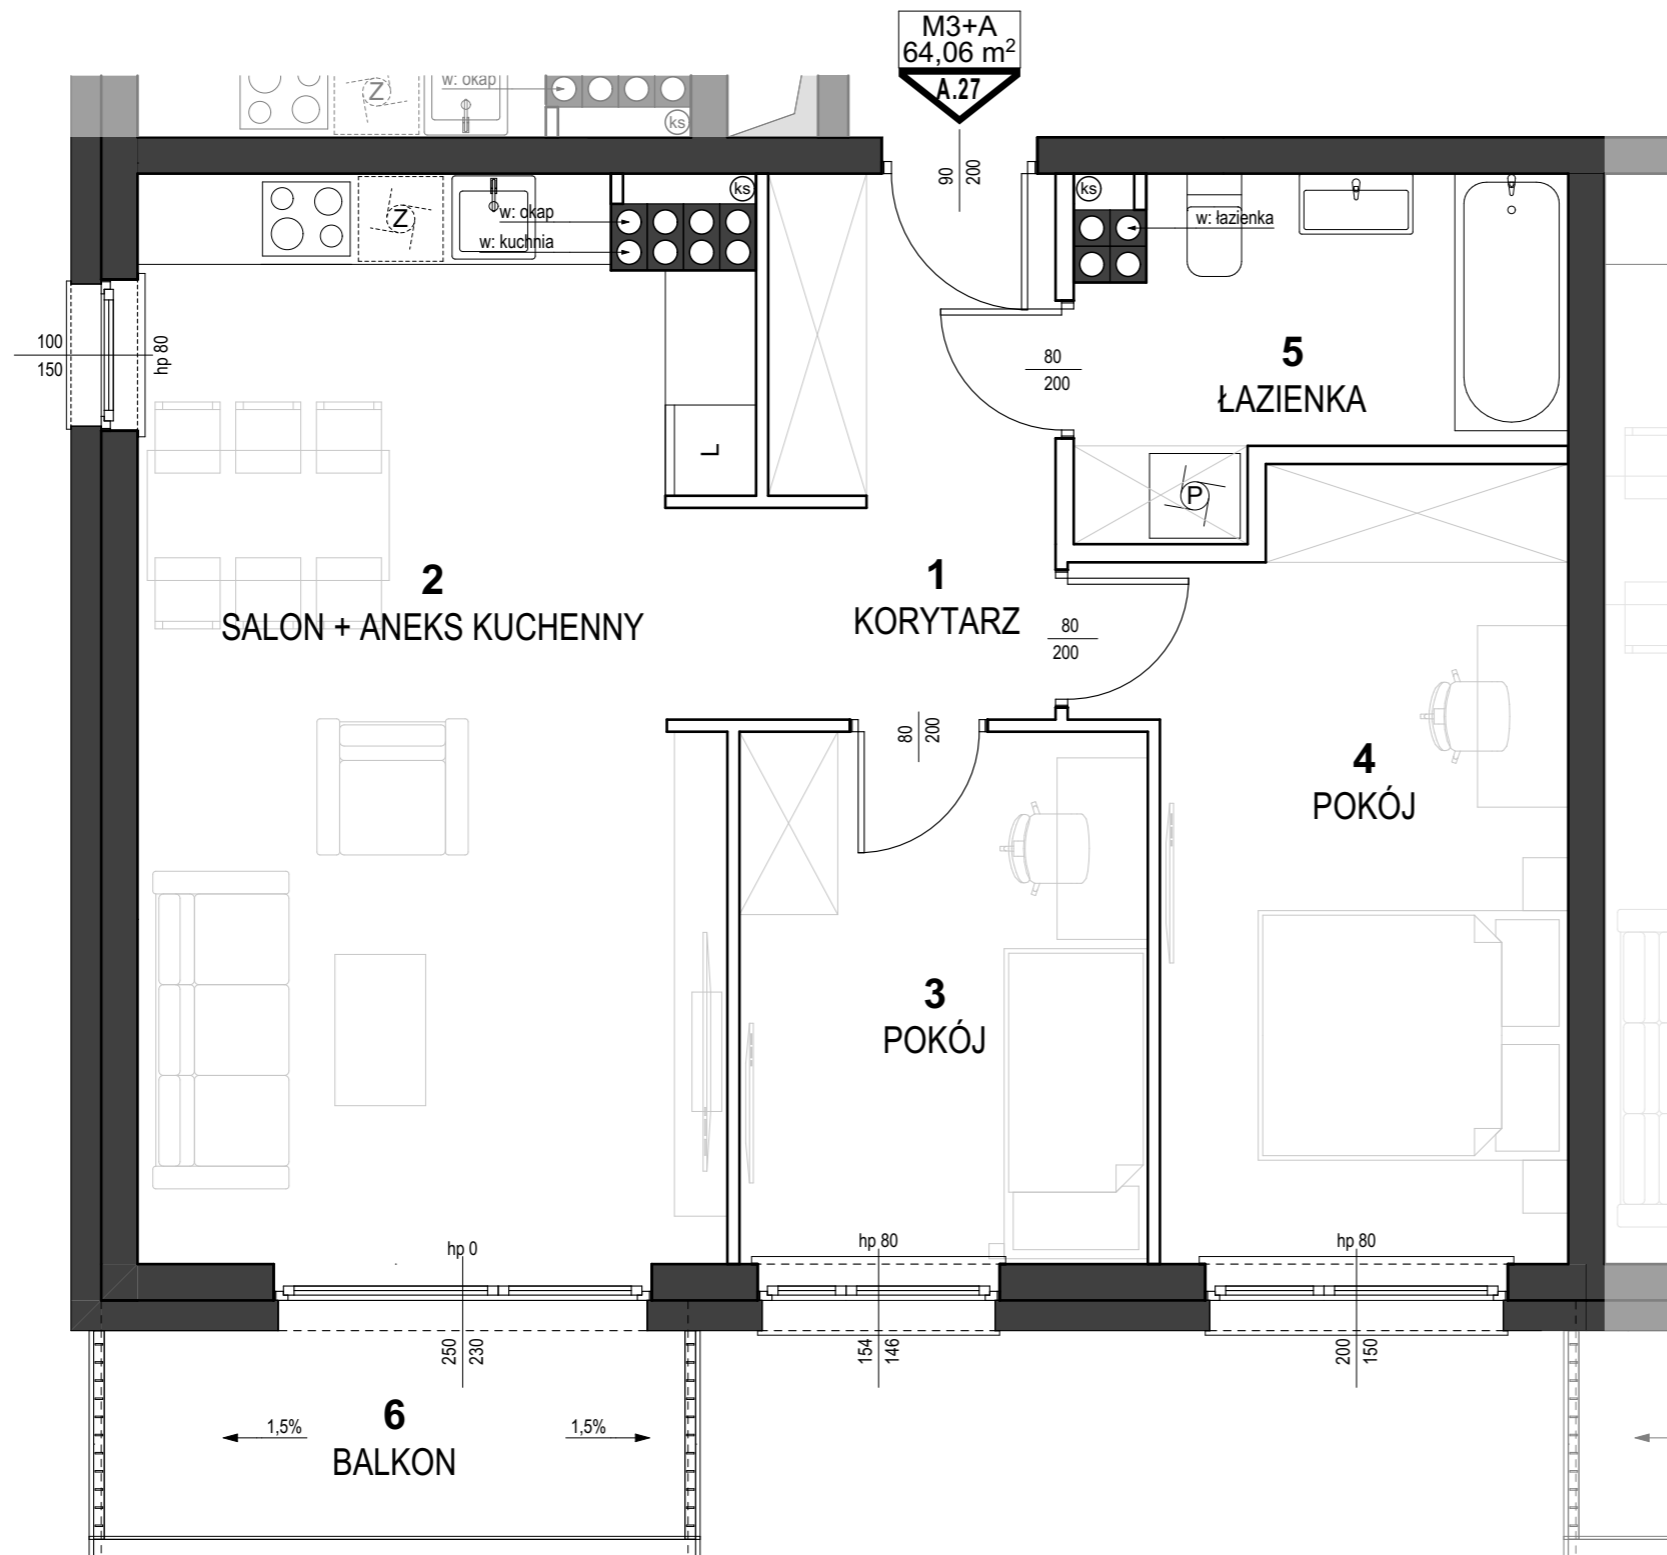 M3+A
64,06 m²
A.27
w: okap
Z
ks
90
200
ks
ks
Z
w: okap
w: kuchnia
w: łazienka
100
150
hp 80
80
200
5
ŁAZIENKA
L
P
2
SALON + ANEKS KUCHENNY
1
KORYTARZ
80
200
80
200
4
POKÓJ
3
POKÓJ
hp 0
hp 80
hp 80
250
230
154
146
200
150
6
BALKON
1,5%
1,5%